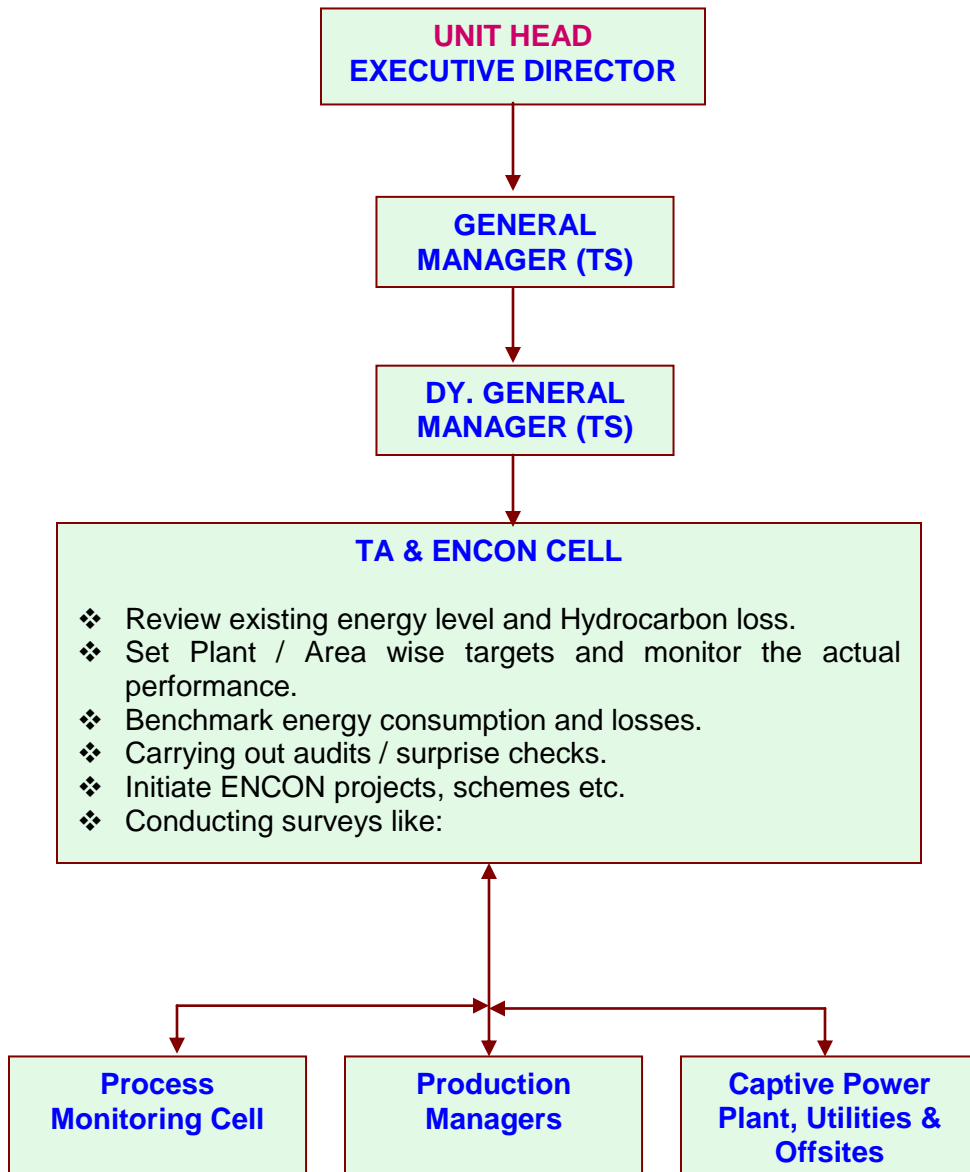 UNIT HEAD
EXECUTIVE DIRECTOR
GENERAL
MANAGER (TS)
DY. GENERAL
MANAGER (TS)
TA & ENCON CELL
❖ Review existing energy level and Hydrocarbon loss.
❖ Set Plant / Area wise targets and monitor the actual
performance.
❖ Benchmark energy consumption and losses.
❖ Carrying out audits / surprise checks.
❖ Initiate ENCON projects, schemes etc.
❖ Conducting surveys like:
Process
Monitoring Cell
Production
Managers
Captive Power
Plant, Utilities &
Offsites